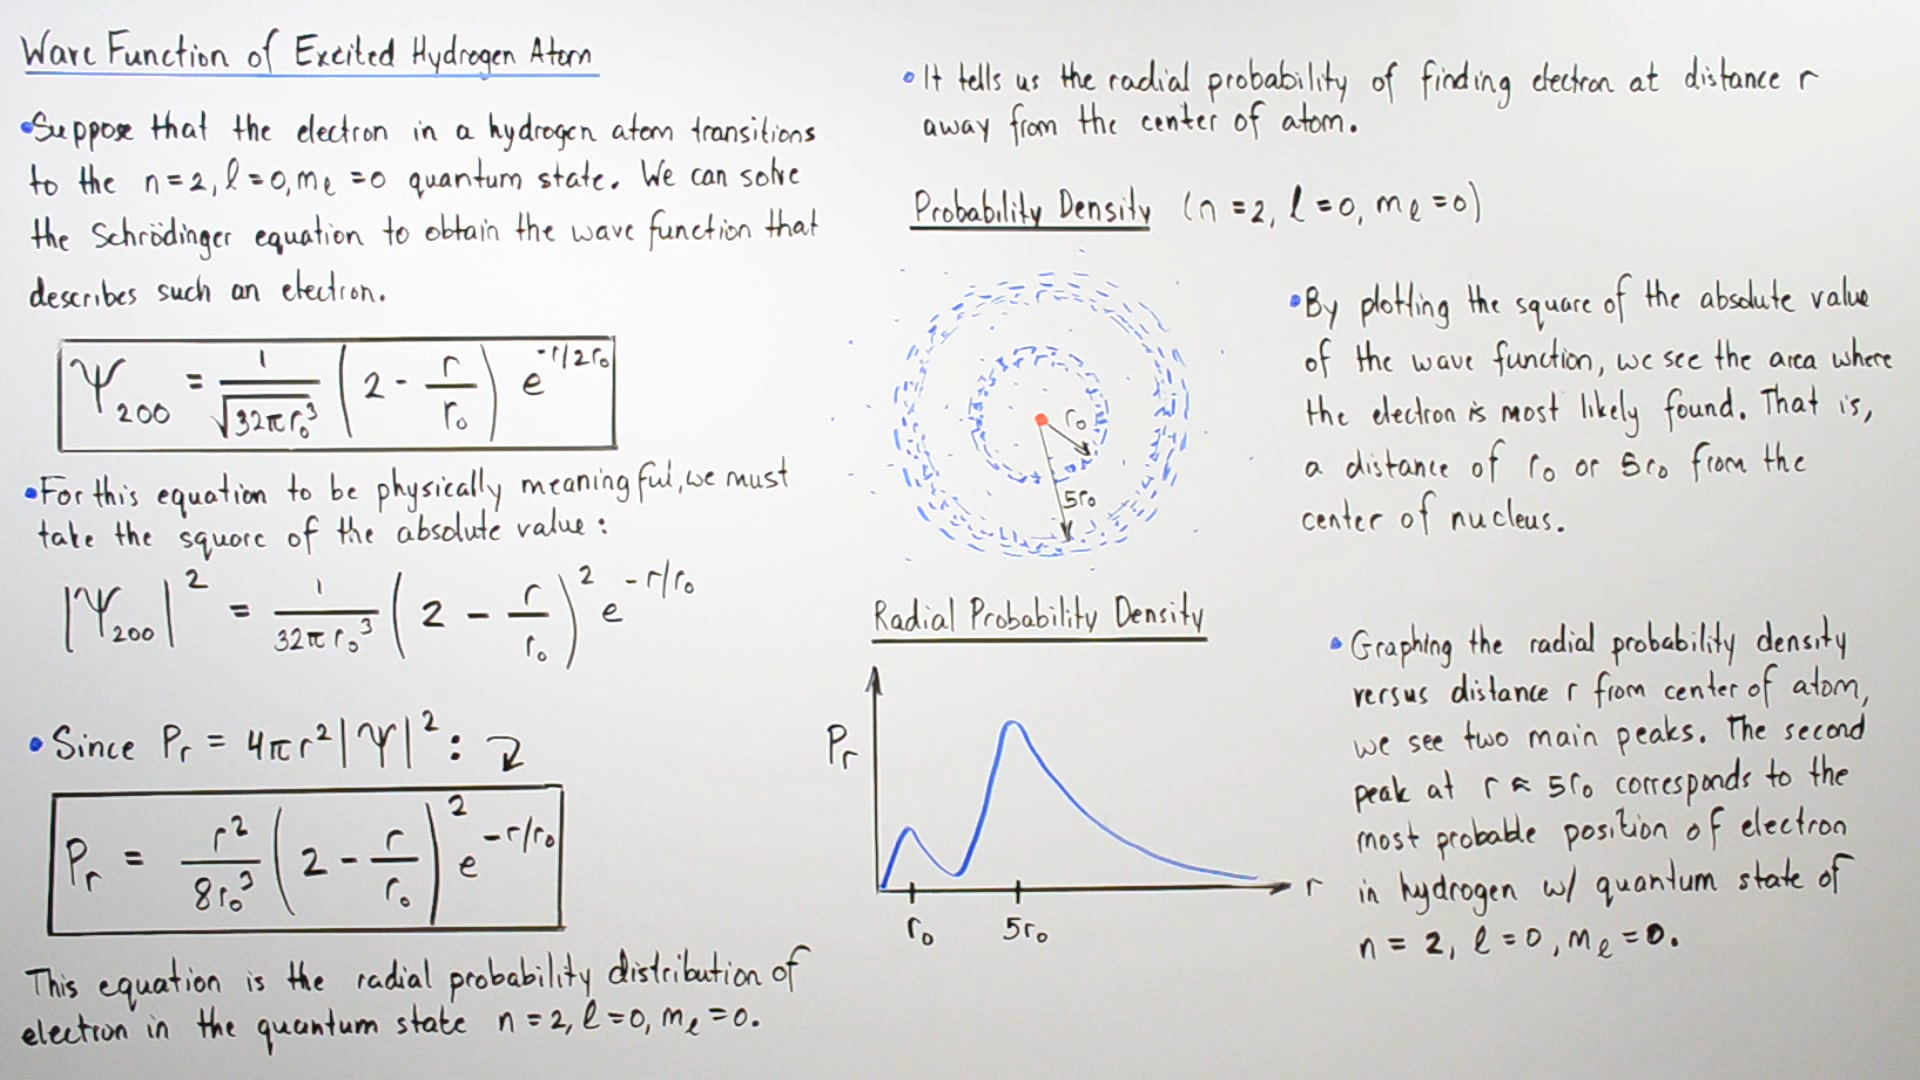 Wave Function of Excited Hydrogen Atom
•Suppose that the electron in a hydrogen atom transitions
to the n=2, l=0, mₗ=0 quantum state. We can solve
the Schrödinger equation to obtain the wave function that
describes such an electron.
Ψ₂₀₀ = 1/√(32πr₀³) (2 - r/r₀) e^(-r/2r₀)
•For this equation to be physically meaningful, we must
take the square of the absolute value:
|Ψ₂₀₀|² = 1/(32πr₀³) (2 - r/r₀)² e^(-r/r₀)
•Since Pᵣ = 4πr²|Ψ|² :
Pᵣ = r²/(8r₀³) (2 - r/r₀)² e^(-r/r₀)
This equation is the radial probability distribution of
electron in the quantum state n=2, l=0, mₗ=0.
•It tells us the radial probability of finding electron at distance r
away from the center of atom.
Probability Density (n=2, l=0, mₗ=0)
r₀
5r₀
•By plotting the square of the absolute value
of the wave function, we see the area where
the electron is most likely found. That is,
a distance of r₀ or 5r₀ from the
center of nucleus.
Radial Probability Density
Pᵣ
r
r₀
5r₀
•Graphing the radial probability density
versus distance r from center of atom,
we see two main peaks. The second
peak at r ≈ 5r₀ corresponds to the
most probable position of electron
in hydrogen w/ quantum state of
n = 2, l=0, mₗ=0.